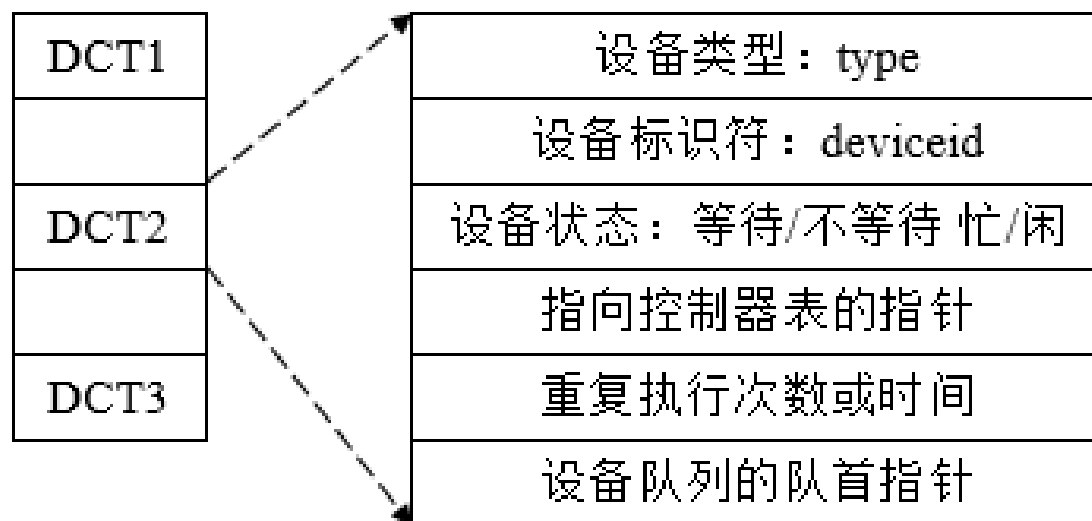 DCT1
DCT2
DCT3
设备类型：type
设备标识符：deviceid
设备状态：等待/不等待 忙/闲
指向控制器表的指针
重复执行次数或时间
设备队列的队首指针